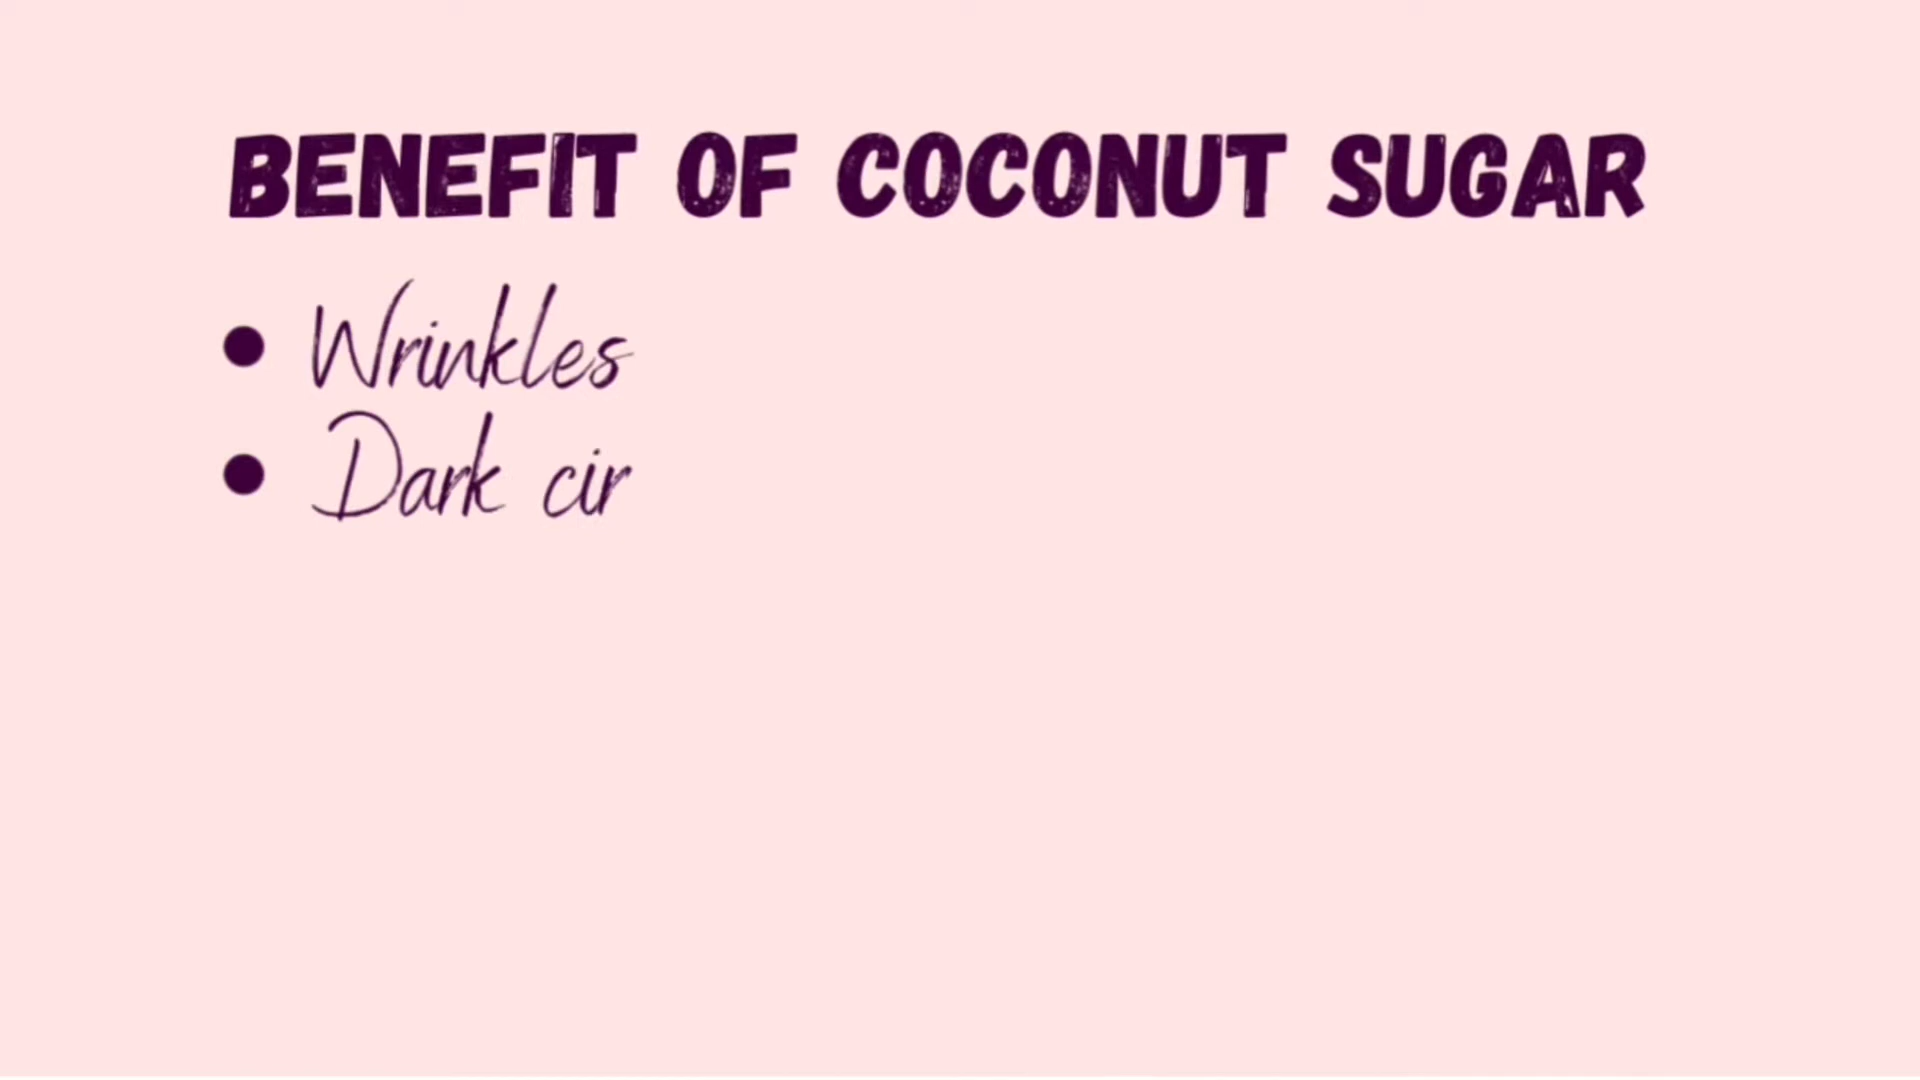 BENEFIT OF COCONUT SUGAR
• Wrinkles
• Dark cir